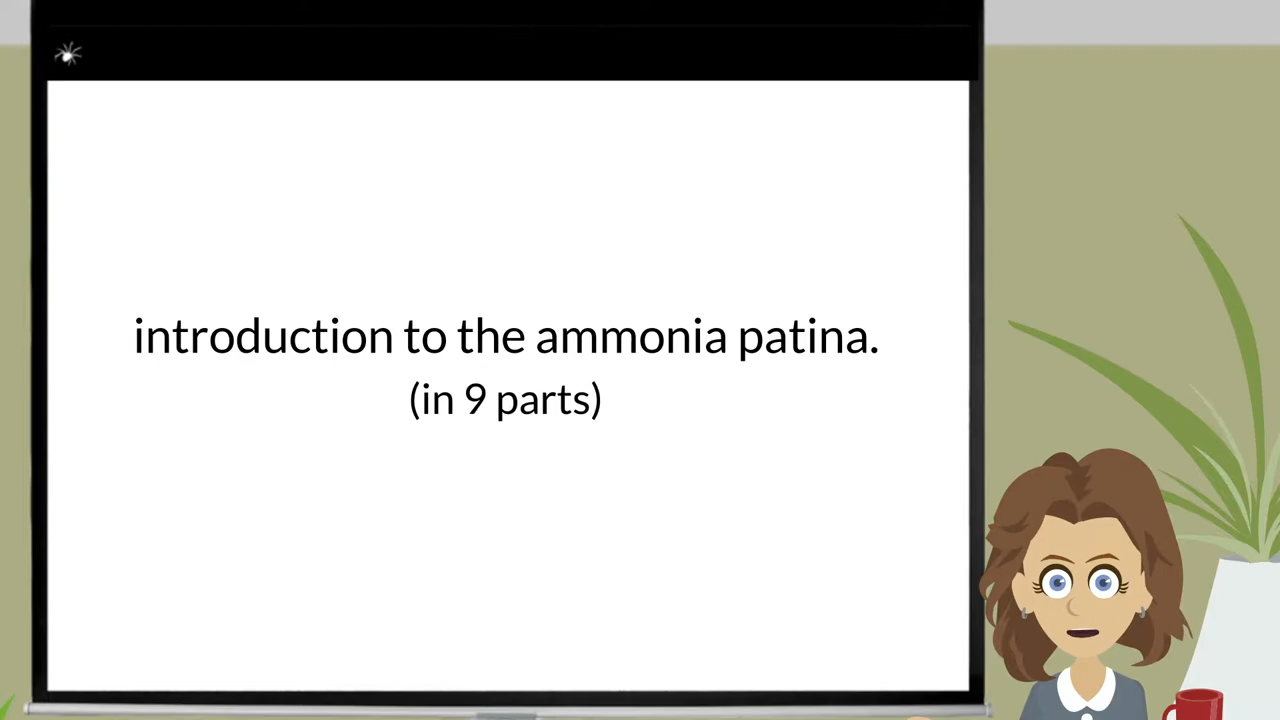 introduction to the ammonia patina.
(in 9 parts)